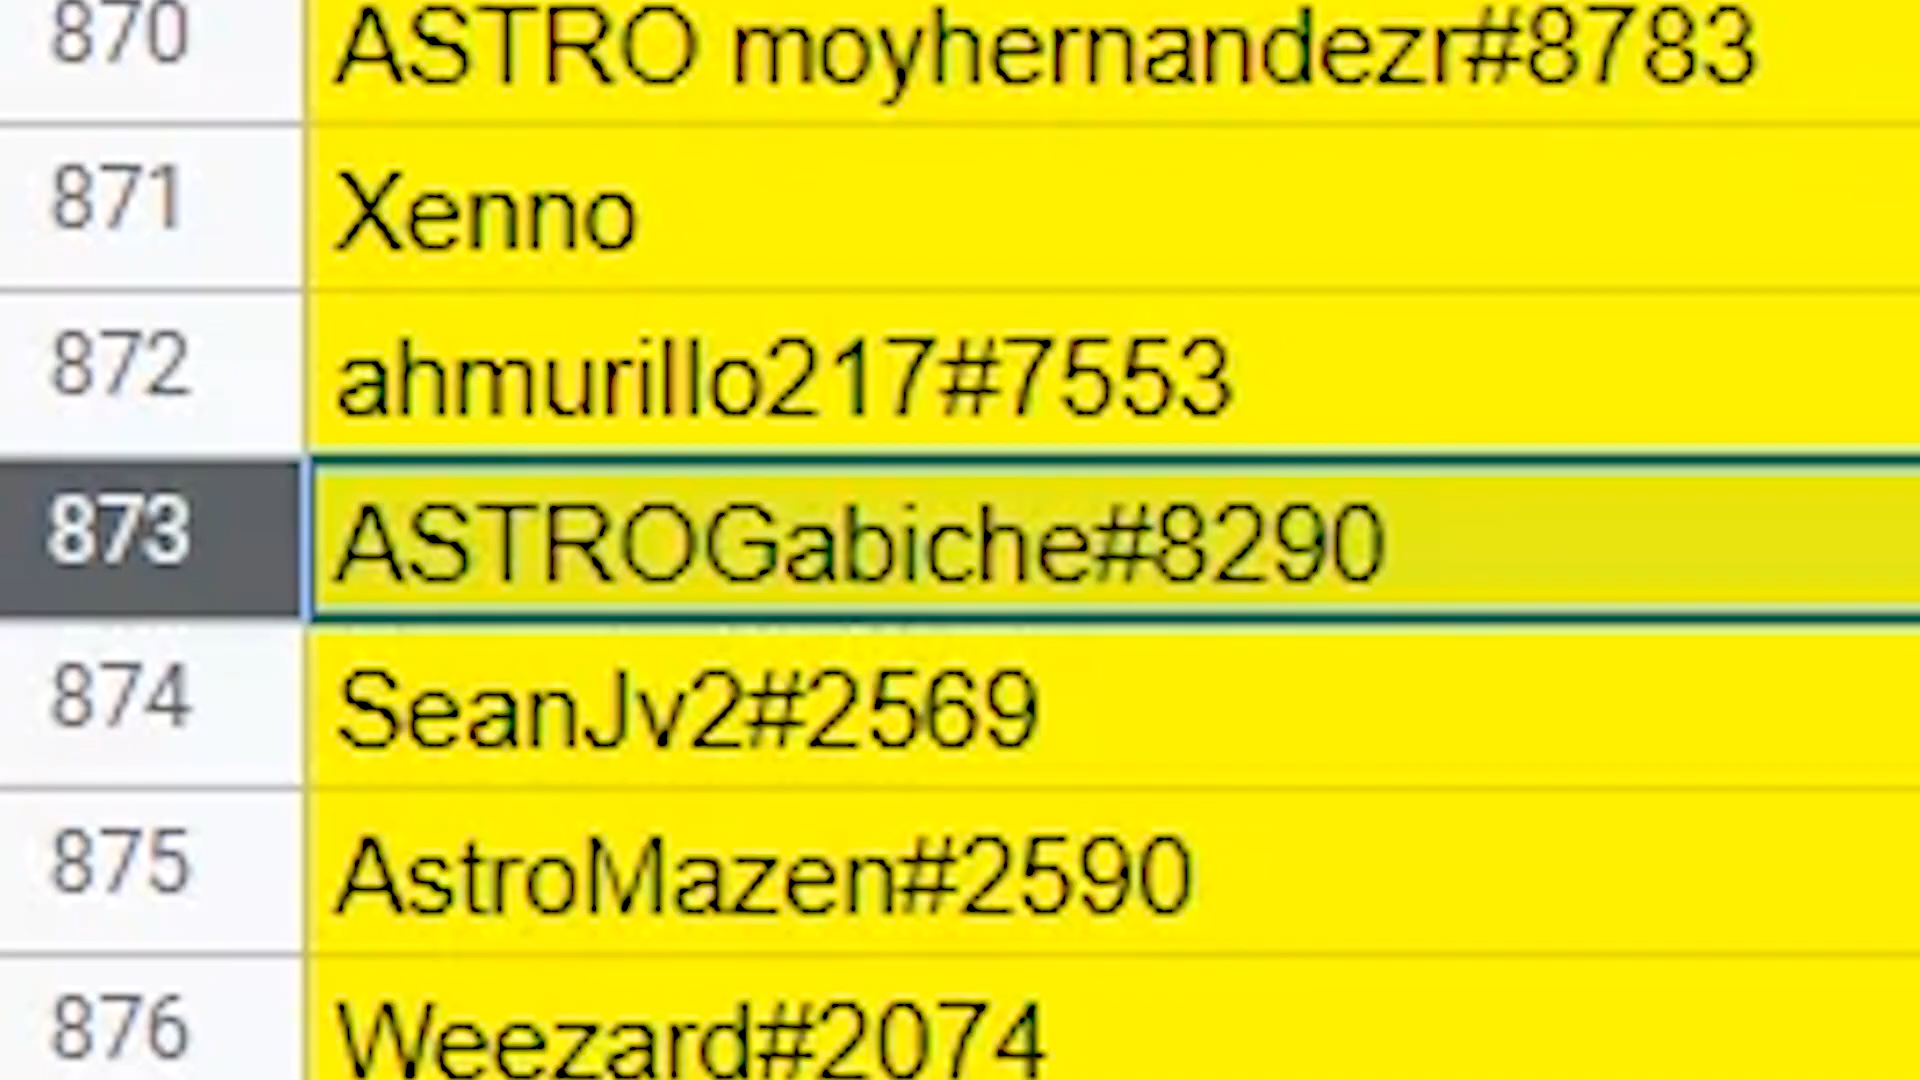 870 ASTRO moyhernandezr#8783
871 Xenno
872 ahmurillo217#7553
873 ASTROGabiche#8290
874 SeanJv2#2569
875 AstroMazen#2590
876 Weezard#2074